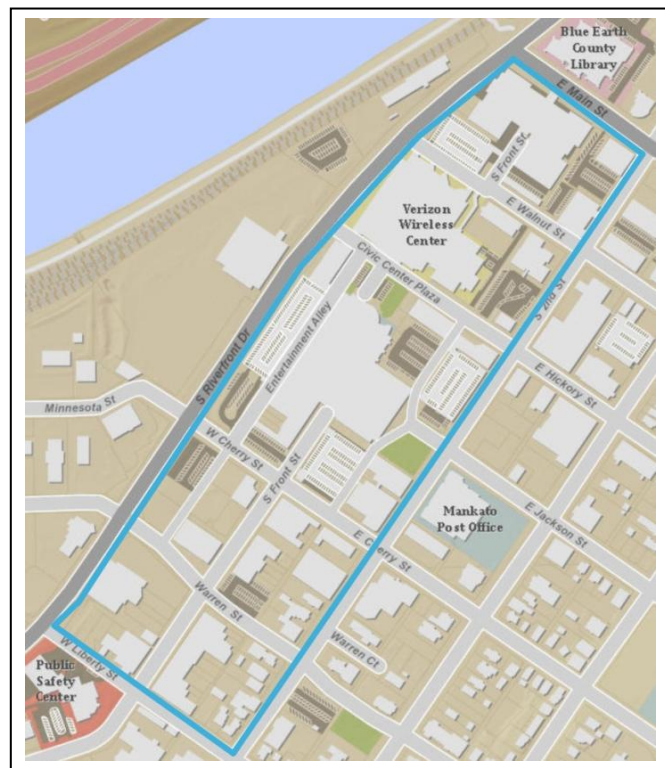 Blue Earth
County
Library
E Main St
S Front St
E Walnut St
Verizon
Wireless
Center
Civic Center Plaza
S 2nd St
Entertainment Alley
S Riverfront Dr
E Hickory St
Minnesota St
W Cherry St
S Front St
Mankato
Post Office
E Jackson St
E Cherry St
Warren St
Warren Ct
W Liberty St
Public
Safety
Center